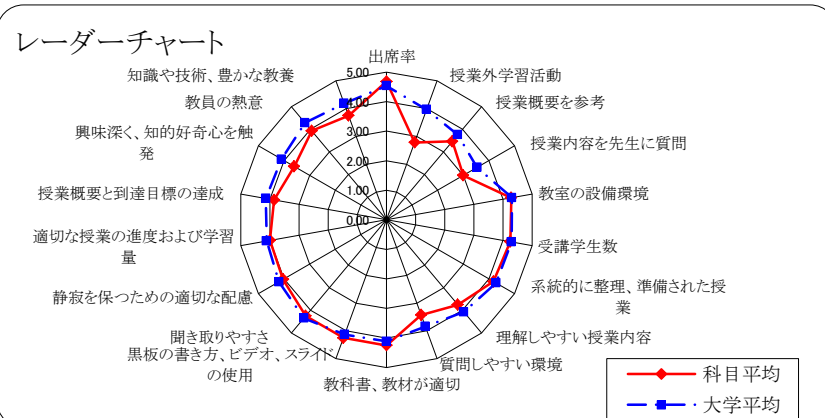 レーダーチャート
出席率
授業外学習活動
授業概要を参考
授業内容を先生に質問
教室の設備環境
受講学生数
系統的に整理、準備された授
業
理解しやすい授業内容
質問しやすい環境
教科書、教材が適切
黒板の書き方、ビデオ、スライド
の使用
聞き取りやすさ
静寂を保つための適切な配慮
適切な授業の進度および学習
量
授業概要と到達目標の達成
興味深く、知的好奇心を触
発
教員の熱意
知識や技術、豊かな教養
5.00
4.00
3.00
2.00
1.00
0.00
科目平均
大学平均